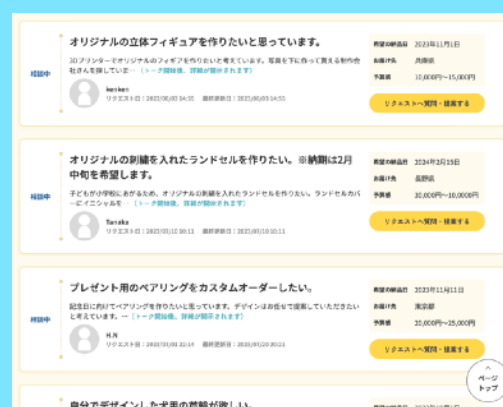 オリジナルの立体フィギュアを作りたいと思っています。
希望の納品日 2023年11月1日
3Dプリンターでオリジナルのフィギアを作りたいと考えています。写真を下に作って貰える制作会
社さんを探していま…（トーク開始後、詳細が開示されます）
お届け先 兵庫県
相談中
予算感 10,000円〜15,000円
kenken
リクエストへ質問・提案する
オリジナルの刺繍を入れたランドセルを作りたい。※納期は2月
中旬を希望します。
希望の納品日 2024年2月15日
お届け先 長野県
子どもが小学校にあがるため、オリジナルの刺繍を入れたランドセルを作りたい。ランドセルカバ
ーにイニシャルを…（トーク開始後、詳細が開示されます）
相談中
予算感
Tanaka
リクエストへ質問・提案する
プレゼント用のペアリングをカスタムオーダーしたい。
希望の納品日 2023年11月11日
記念日に向けてペアリングを作りたいと思っています。デザインはお任せで提案していただきたい
と考えています。…（トーク開始後、詳細が開示されます）
お届け先 東京都
相談中
予算感 20,000円〜25,000円
H.N
リクエストへ質問・提案する
ページ
トップ
自分でデザインした犬用の首輪が欲しい。